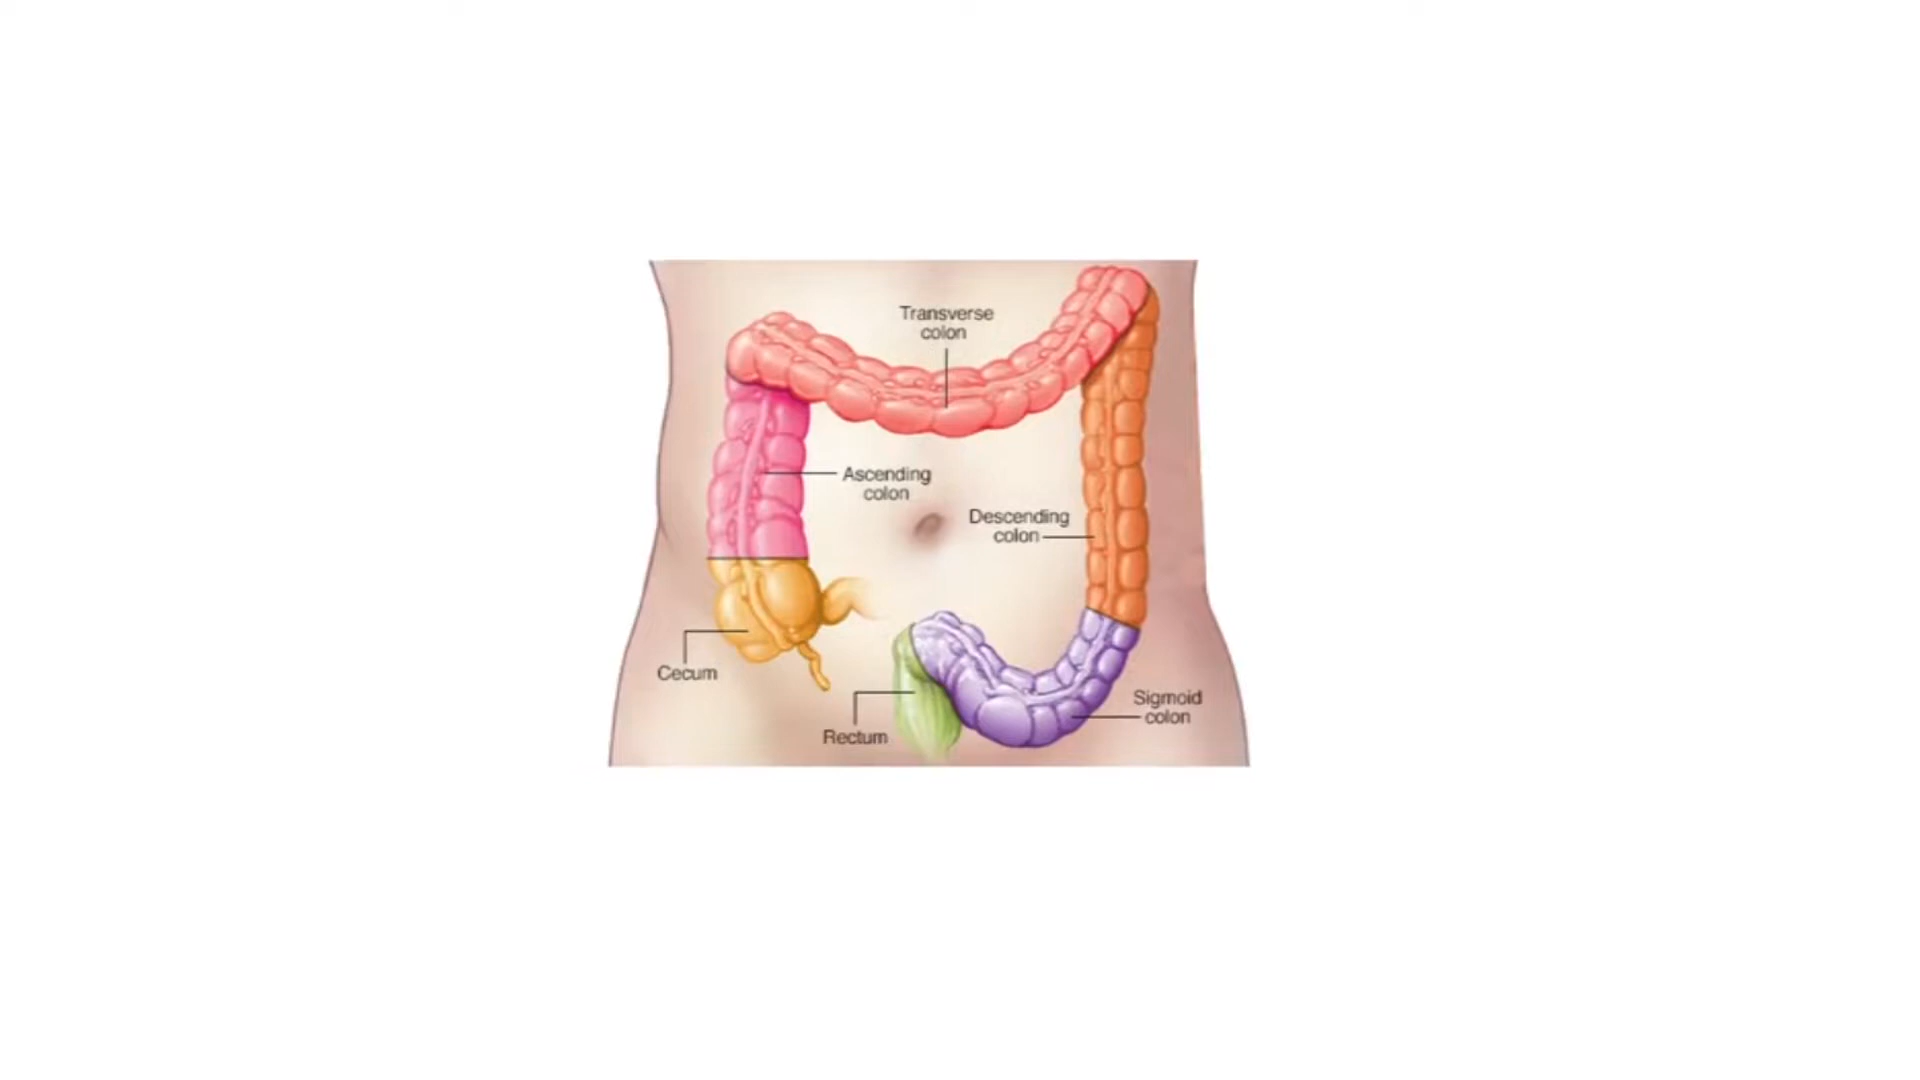 Transverse
colon
Ascending
colon
Descending
colon
Cecum
Rectum
Sigmoid
colon